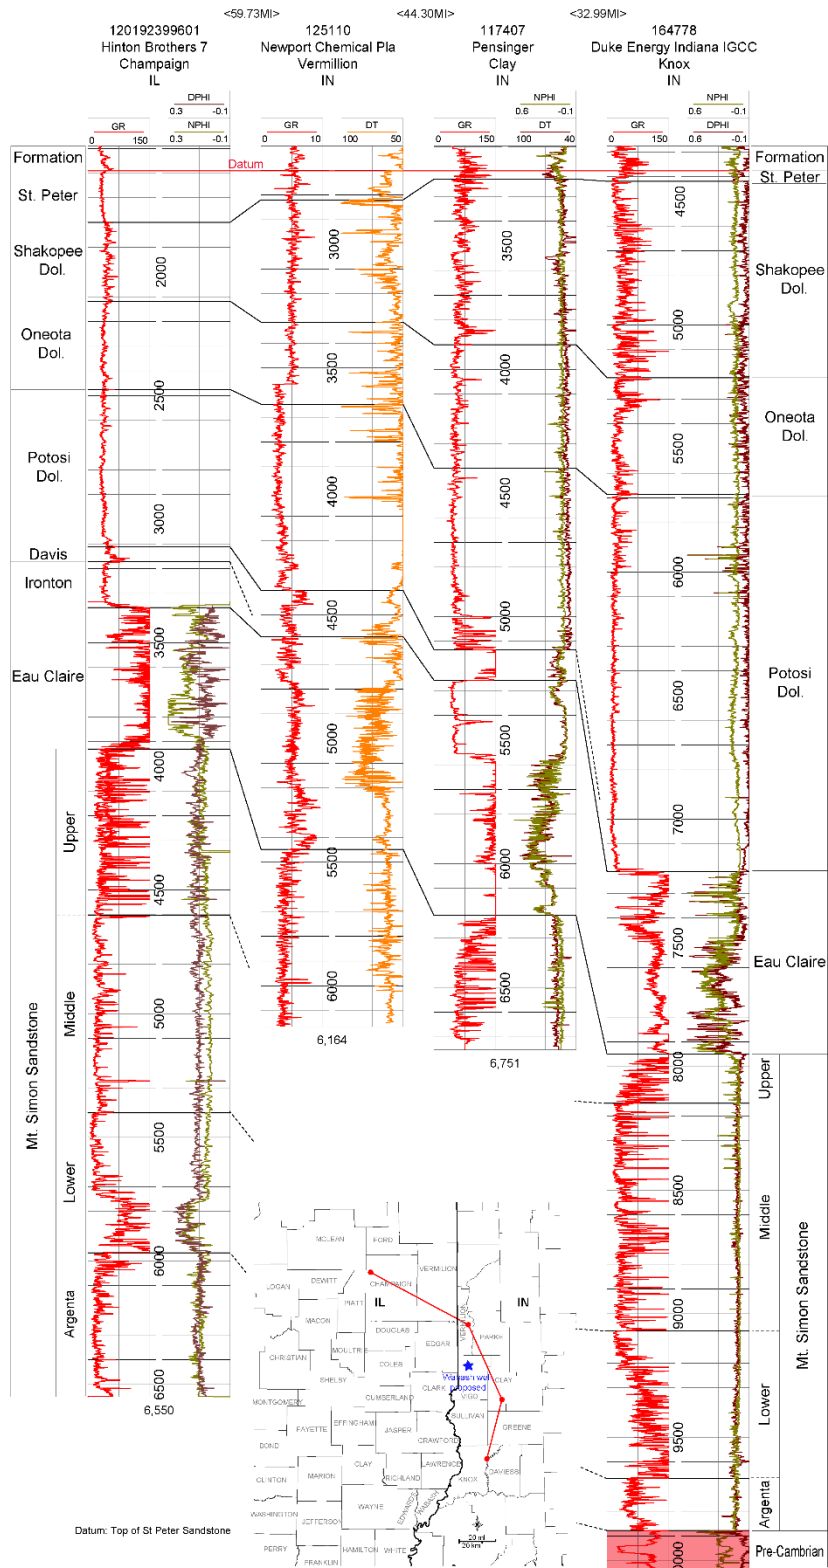 <59.73MI> <44.30MI> <32.99MI>
120192399601
Hinton Brothers 7
Champaign
IL
125110
Newport Chemical Pla
Vermillion
IN
117407
Pensinger
Clay
IN
164778
Duke Energy Indiana IGCC
Knox
IN
DPHI
0.3 -0.1
GR
0 150
NPHI
0.3 -0.1
GR
0 10
DT
100 50
NPHI
0.6 -0.1
GR
0 150
DT
100 40
NPHI
0.6 -0.1
GR
0 150
DPHI
0.6 -0.1
Formation
Datum
St. Peter
Shakopee
Dol.
Oneota
Dol.
Potosi
Dol.
Davis
Ironton
Eau Claire
Mt. Simon Sandstone
Upper
Middle
Lower
Argenta
2000
2500
3000
3500
4000
4500
5000
5500
6000
6500
6,550
3000
3500
4000
4500
5000
5500
6000
6,164
3500
4000
4500
5000
5500
6000
6500
6,751
4500
5000
5500
6000
6500
7000
7500
8000
8500
9000
9500
Formation
St. Peter
Shakopee
Dol.
Oneota
Dol.
Potosi
Dol.
Eau Claire
Upper
Middle
Lower
Argenta
Mt. Simon Sandstone
Pre-Cambrian
MCLEAN
FORD
VERMILION
LOGAN
DEWITT
CHAMPAIGN
PIATT
IL
IN
MACON
DOUGLAS
VERMILLION
PARKE
CHRISTIAN
MOULTRIE
COLES
EDGAR
SHELBY
Wabash well
proposed
CLAY
VIGO
MONTGOMERY
CUMBERLAND
CLARK
SULLIVAN
GREENE
EFFINGHAM
FAYETTE
JASPER
CRAWFORD
BOND
CLAY
LAWRENCE
CLINTON
MARION
RICHLAND
KNOX
DAVIESS
WAYNE
EDWARDS
WABASH
WASHINGTON
JEFFERSON
PERRY
HAMILTON
WHITE
FRANKLIN
20 mi
20 km
Datum: Top of St Peter Sandstone